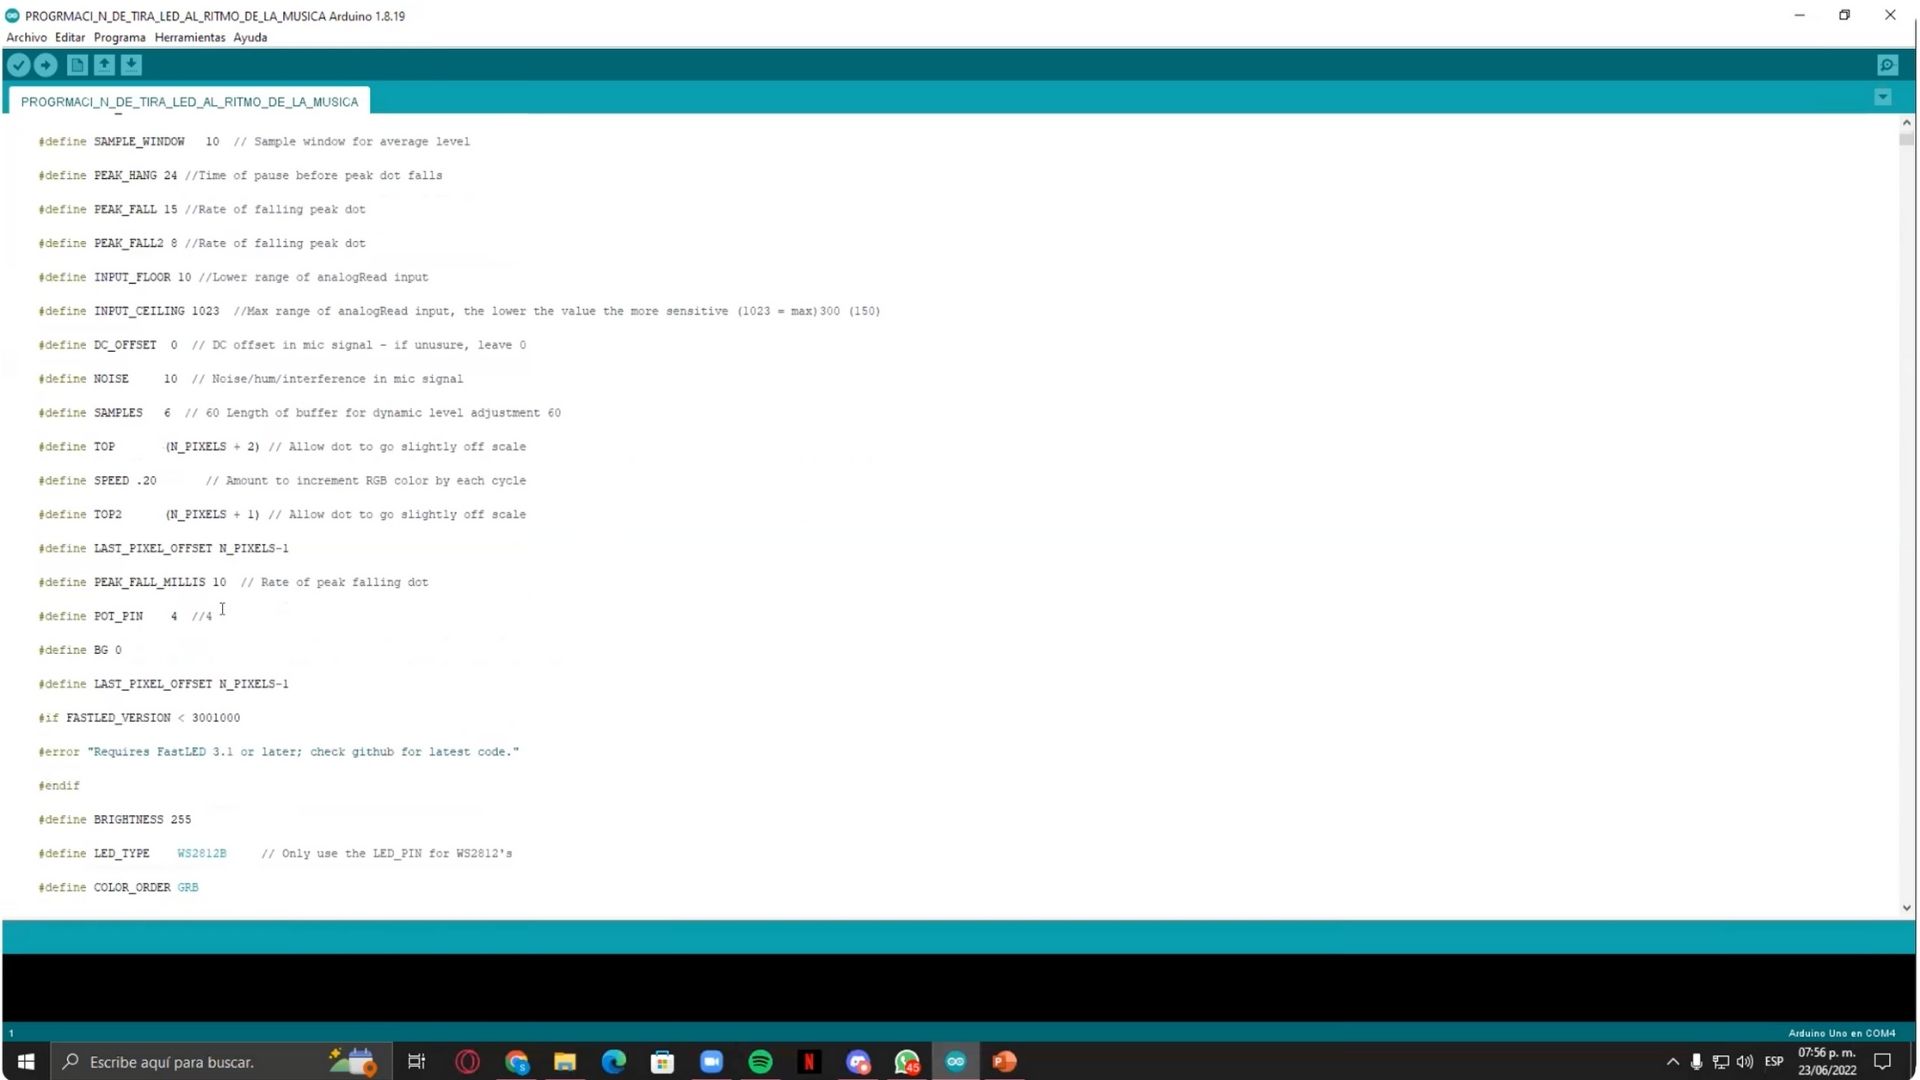 PROGRMACI_N_DE_TIRA_LED_AL_RITMO_DE_LA_MUSICA Arduino 1.8.19
Archivo Editar Programa Herramientas Ayuda
PROGRMACI_N_DE_TIRA_LED_AL_RITMO_DE_LA_MUSICA
#define SAMPLE_WINDOW   10  // Sample window for average level
#define PEAK_HANG 24 //Time of pause before peak dot falls
#define PEAK_FALL 15 //Rate of falling peak dot
#define PEAK_FALL2 8 //Rate of falling peak dot
#define INPUT_FLOOR 10 //Lower range of analogRead input
#define INPUT_CEILING 1023  //Max range of analogRead input, the lower the value the more sensitive (1023 = max)300 (150)
#define DC_OFFSET  0  // DC offset in mic signal - if unusure, leave 0
#define NOISE     10  // Noise/hum/interference in mic signal
#define SAMPLES   6  // 60 Length of buffer for dynamic level adjustment 60
#define TOP       (N_PIXELS + 2) // Allow dot to go slightly off scale
#define SPEED .20       // Amount to increment RGB color by each cycle
#define TOP2      (N_PIXELS + 1) // Allow dot to go slightly off scale
#define LAST_PIXEL_OFFSET N_PIXELS-1
#define PEAK_FALL_MILLIS 10  // Rate of peak falling dot
#define POT_PIN    4  //4
#define BG 0
#define LAST_PIXEL_OFFSET N_PIXELS-1
#if FASTLED_VERSION < 3001000
#error "Requires FastLED 3.1 or later; check github for latest code."
#endif
#define BRIGHTNESS 255
#define LED_TYPE    WS2812B     // Only use the LED_PIN for WS2812's
#define COLOR_ORDER GRB
1
Arduino Uno en COM4
Escribe aquí para buscar.
45
ESP
07:56 p. m.
23/06/2022